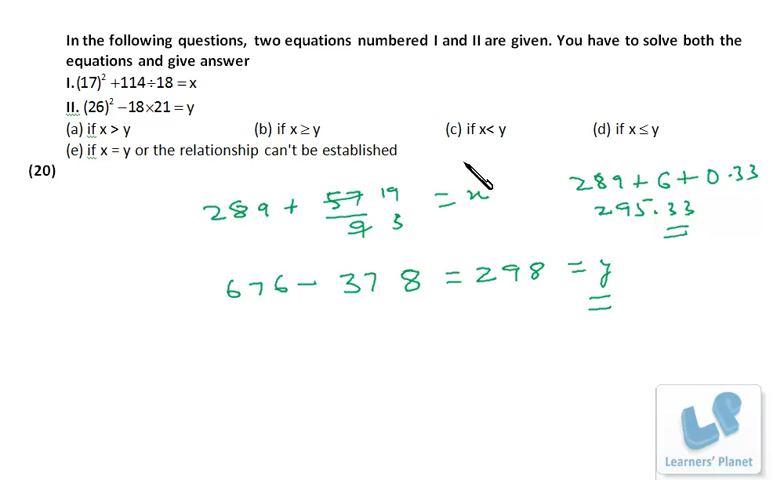 In the following questions, two equations numbered I and II are given. You have to solve both the
equations and give answer
I.(17)² +114÷18 = x
II. (26)² −18×21 = y
(a) if x > y (b) if x ≥ y (c) if x< y (d) if x ≤ y
(e) if x = y or the relationship can't be established
(20)
289 + 57 19 = x
9 3
289 + 6 + 0.33
295.33
676 − 378 = 298 = y
LP
Learners' Planet